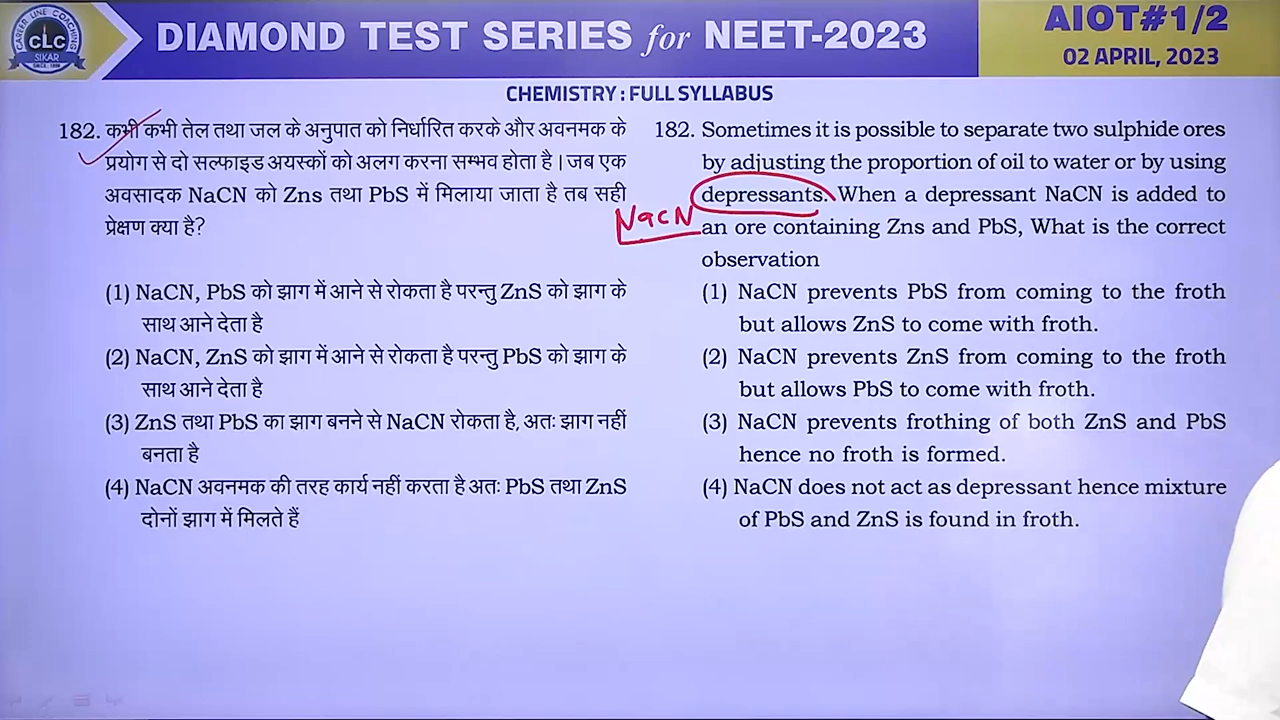 CAREER LINE COACHING
CLC
SIKAR
SINCE. 1996
DIAMOND TEST SERIES for NEET-2023
AIOT#1/2
02 APRIL, 2023
CHEMISTRY : FULL SYLLABUS
182. कभी कभी तेल तथा जल के अनुपात को निर्धारित करके और अवनमक के
प्रयोग से दो सल्फाइड अयस्कों को अलग करना सम्भव होता है। जब एक
अवसादक NaCN को Zns तथा PbS में मिलाया जाता है तब सही
प्रेक्षण क्या है?
(1) NaCN, PbS को झाग में आने से रोकता है परन्तु ZnS को झाग के
साथ आने देता है
(2) NaCN, ZnS को झाग में आने से रोकता है परन्तु PbS को झाग के
साथ आने देता है
(3) ZnS तथा PbS का झाग बनने से NaCN रोकता है, अतः झाग नहीं
बनता है
(4) NaCN अवनमक की तरह कार्य नहीं करता है अतः PbS तथा ZnS
दोनों झाग में मिलते हैं
182. Sometimes it is possible to separate two sulphide ores
by adjusting the proportion of oil to water or by using
depressants. When a depressant NaCN is added to
NaCN
an ore containing Zns and PbS, What is the correct
observation
(1) NaCN prevents PbS from coming to the froth
but allows ZnS to come with froth.
(2) NaCN prevents ZnS from coming to the froth
but allows PbS to come with froth.
(3) NaCN prevents frothing of both ZnS and PbS
hence no froth is formed.
(4) NaCN does not act as depressant hence mixture
of PbS and ZnS is found in froth.